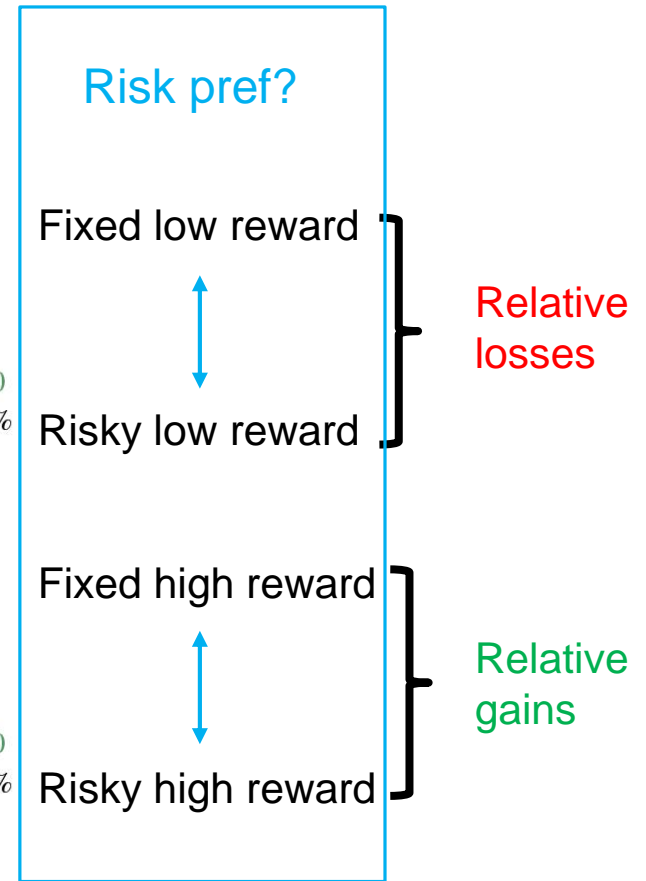 Risk pref?
Fixed low reward
Relative
losses
)
%
Risky low reward
Fixed high reward
Relative
gains
)
%
Risky high reward